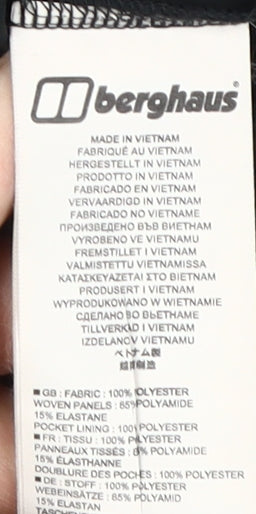 berghaus®
MADE IN VIETNAM
FABRIQUÉ AU VIETNAM
HERGESTELLT IN VIETNAM
PRODOTTO IN VIETNAM
FABRICADO EN VIETNAM
VERVAARDIGD IN VIETNAM
FABRICADO NO VIETNAME
ПРОИЗВЕДЕНО ВЪВ ВИЕТНАМ
VYROBENO VE VIETNAMU
FREMSTILLET I VIETNAM
VALMISTETTU VIETNAMISSA
ΚΑΤΑΣΚΕΥΑΖΕΤΑΙ ΣΤΟ ΒΙΕΤΝΑΜ
PRODUSERT I VIETNAM
WYPRODUKOWANO W WIETNAMIE
СДЕЛАНО ВО ВЬЕТНАМЕ
TILLVERKAD I VIETNAM
IZDELANO V VIETNAMU
ベトナム製
越南制造
■ GB : FABRIC : 100% POLYESTER
WOVEN PANELS : 85% POLYAMIDE
15% ELASTANE
POCKET LINING : 100% POLYESTER
■ FR : TISSU : 100% POLYESTER
PANNEAUX TISSÉS : 85% POLYAMIDE
15% ÉLASTHANNE
DOUBLURE DES POCHES : 100% POLYESTER
■ DE : STOFF : 100% POLYESTER
WEBEINSÄTZE : 85% POLYAMID
15% ELASTAN